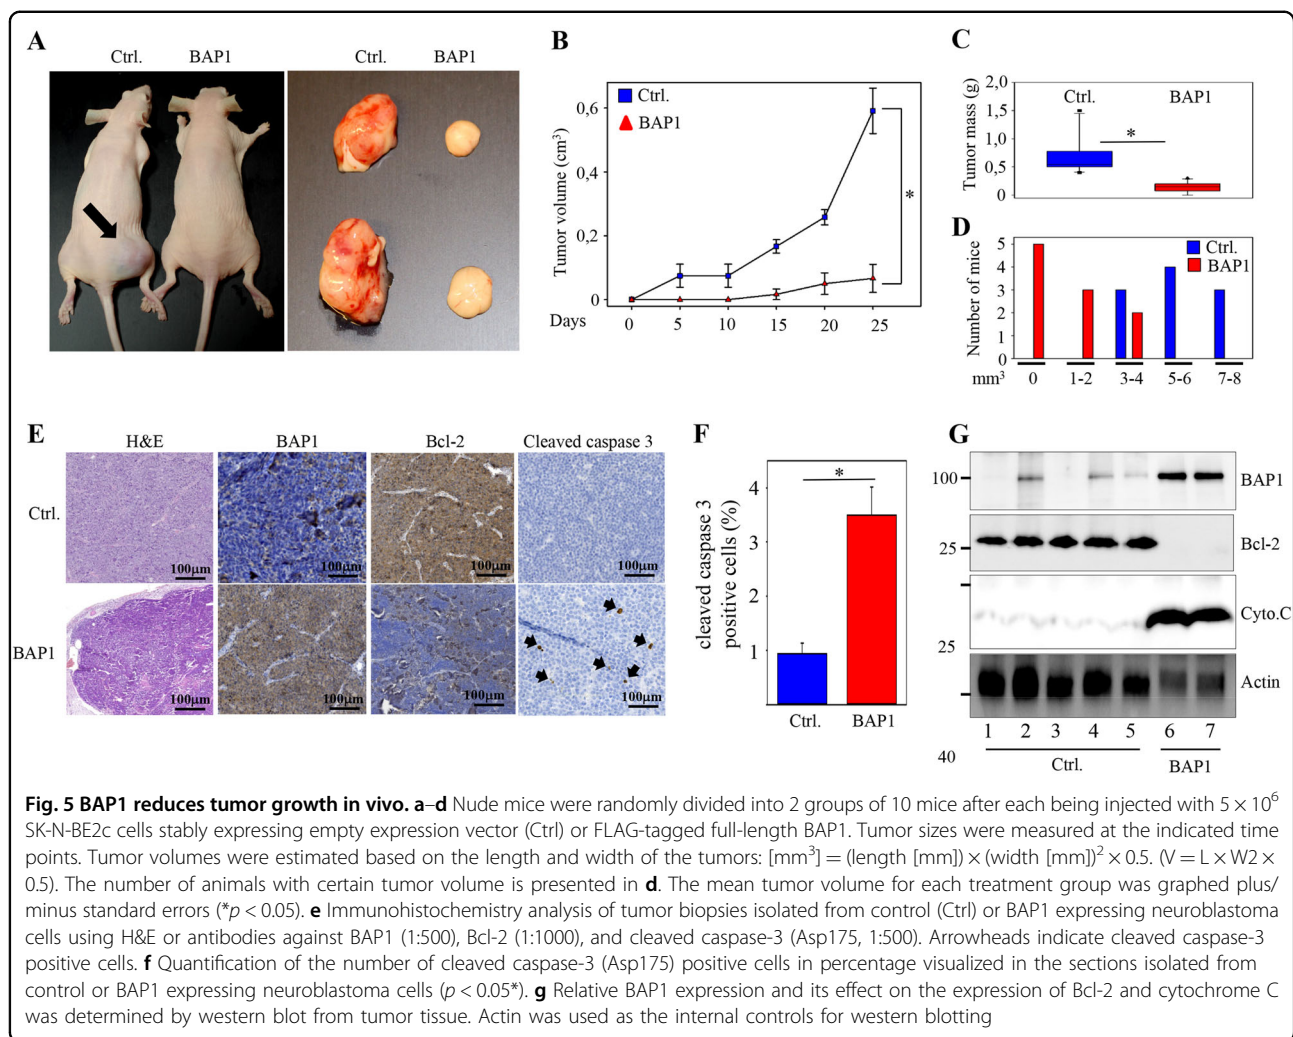 A
Ctrl. BAP1
Ctrl. BAP1
B
Ctrl.
BAP1
Tumor volume (cm³)
0,6
0,4
0,2
0
*
Days 0 5 10 15 20 25
C
Tumor mass (g)
2,0
1,5
1,0
0,5
0
Ctrl. BAP1
*
D
Number of mice
5
4
3
2
1
0
Ctrl.
BAP1
mm³ 0 1-2 3-4 5-6 7-8
E
H&E BAP1 Bcl-2 Cleaved caspase 3
Ctrl.
100μm 100μm 100μm 100μm
BAP1
100μm 100μm 100μm 100μm
F
cleaved caspase 3
positive cells (%)
4
3
2
1
*
Ctrl. BAP1
G
100 BAP1
25 Bcl-2
Cyto.C
25
Actin
1 2 3 4 5 6 7
40
Ctrl. BAP1
Fig. 5 BAP1 reduces tumor growth in vivo. a–d Nude mice were randomly divided into 2 groups of 10 mice after each being injected with 5 × 10⁶
SK-N-BE2c cells stably expressing empty expression vector (Ctrl) or FLAG-tagged full-length BAP1. Tumor sizes were measured at the indicated time
points. Tumor volumes were estimated based on the length and width of the tumors: [mm³] = (length [mm]) × (width [mm])² × 0.5. (V = L × W2 ×
0.5). The number of animals with certain tumor volume is presented in d. The mean tumor volume for each treatment group was graphed plus/
minus standard errors (*p < 0.05). e Immunohistochemistry analysis of tumor biopsies isolated from control (Ctrl) or BAP1 expressing neuroblastoma
cells using H&E or antibodies against BAP1 (1:500), Bcl-2 (1:1000), and cleaved caspase-3 (Asp175, 1:500). Arrowheads indicate cleaved caspase-3
positive cells. f Quantification of the number of cleaved caspase-3 (Asp175) positive cells in percentage visualized in the sections isolated from
control or BAP1 expressing neuroblastoma cells (p < 0.05*). g Relative BAP1 expression and its effect on the expression of Bcl-2 and cytochrome C
was determined by western blot from tumor tissue. Actin was used as the internal controls for western blotting